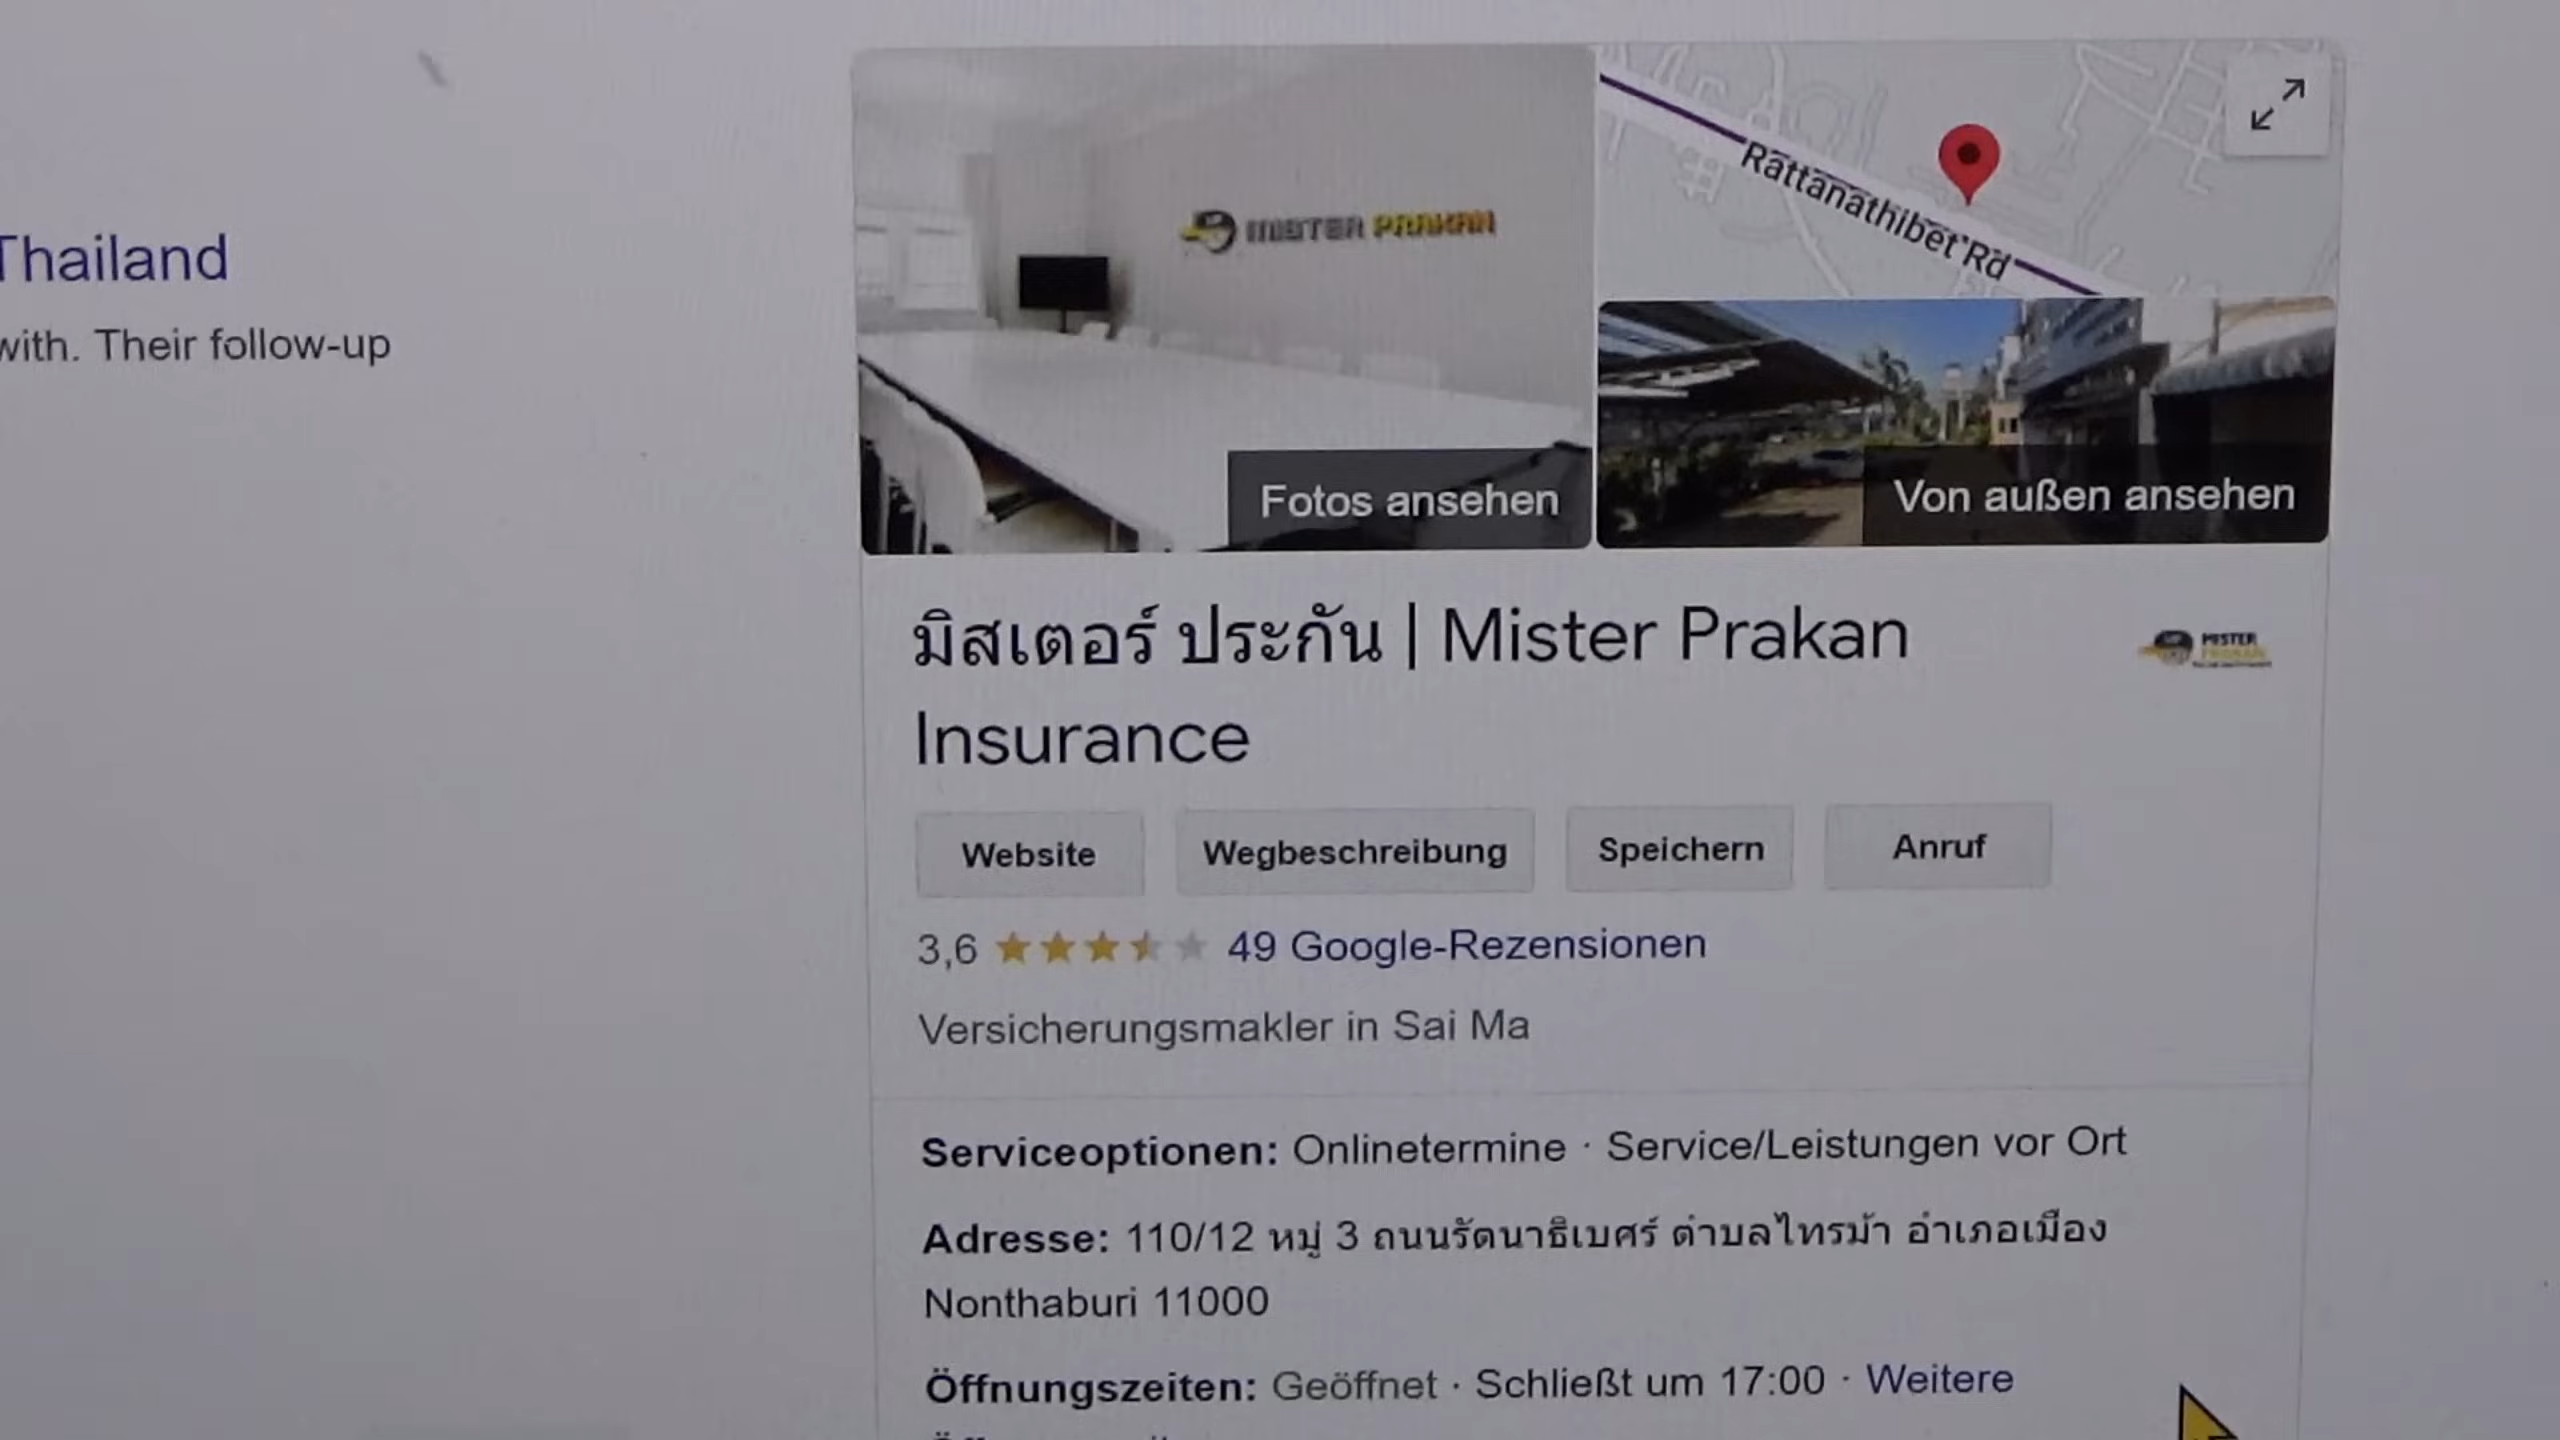 Thailand
with. Their follow-up
MISTER PRAKAN
Rattanathibet Rd
Fotos ansehen
Von außen ansehen
มิสเตอร์ ประกัน | Mister Prakan
Insurance
MISTER
PRAKAN
Website
Wegbeschreibung
Speichern
Anruf
3,6
49 Google-Rezensionen
Versicherungsmakler in Sai Ma
Serviceoptionen: Onlinetermine · Service/Leistungen vor Ort
Adresse: 110/12 หมู่ 3 ถนนรัตนาธิเบศร์ ตำบลไทรม้า อำเภอเมือง
Nonthaburi 11000
Öffnungszeiten: Geöffnet · Schließt um 17:00 · Weitere